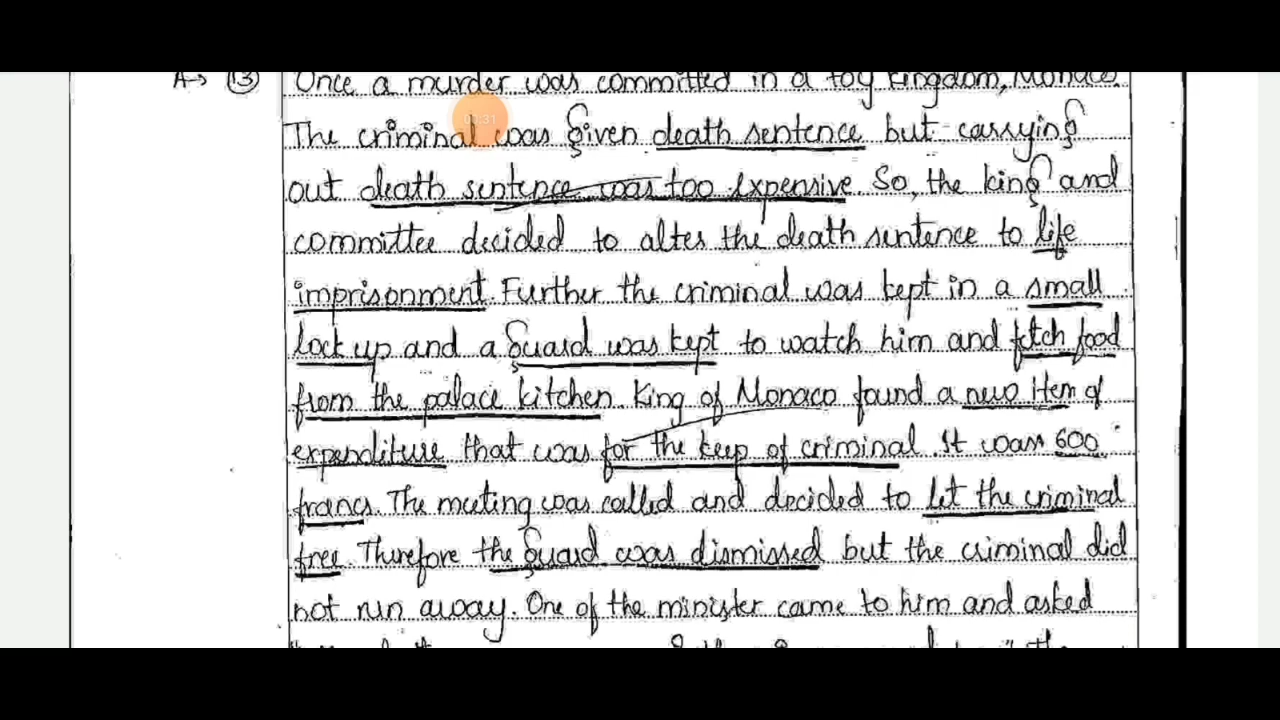 A→ 13 Once a murder was committed in a toy kingdom, Monaco.
00:31
The criminal was given death sentence but carrying
out death sentence was too expensive. So, the king and
committee decided to alter the death sentence to life
imprisonment. Further the criminal was kept in a small
lock up and a guard was kept to watch him and fetch food
from the palace kitchen. King of Monaco found a new item of
expenditure that was for the keep of criminal. It was 600
francs. The meeting was called and decided to let the criminal
free. Therefore the guard was dismissed but the criminal did
not run away. One of the minister came to him and asked